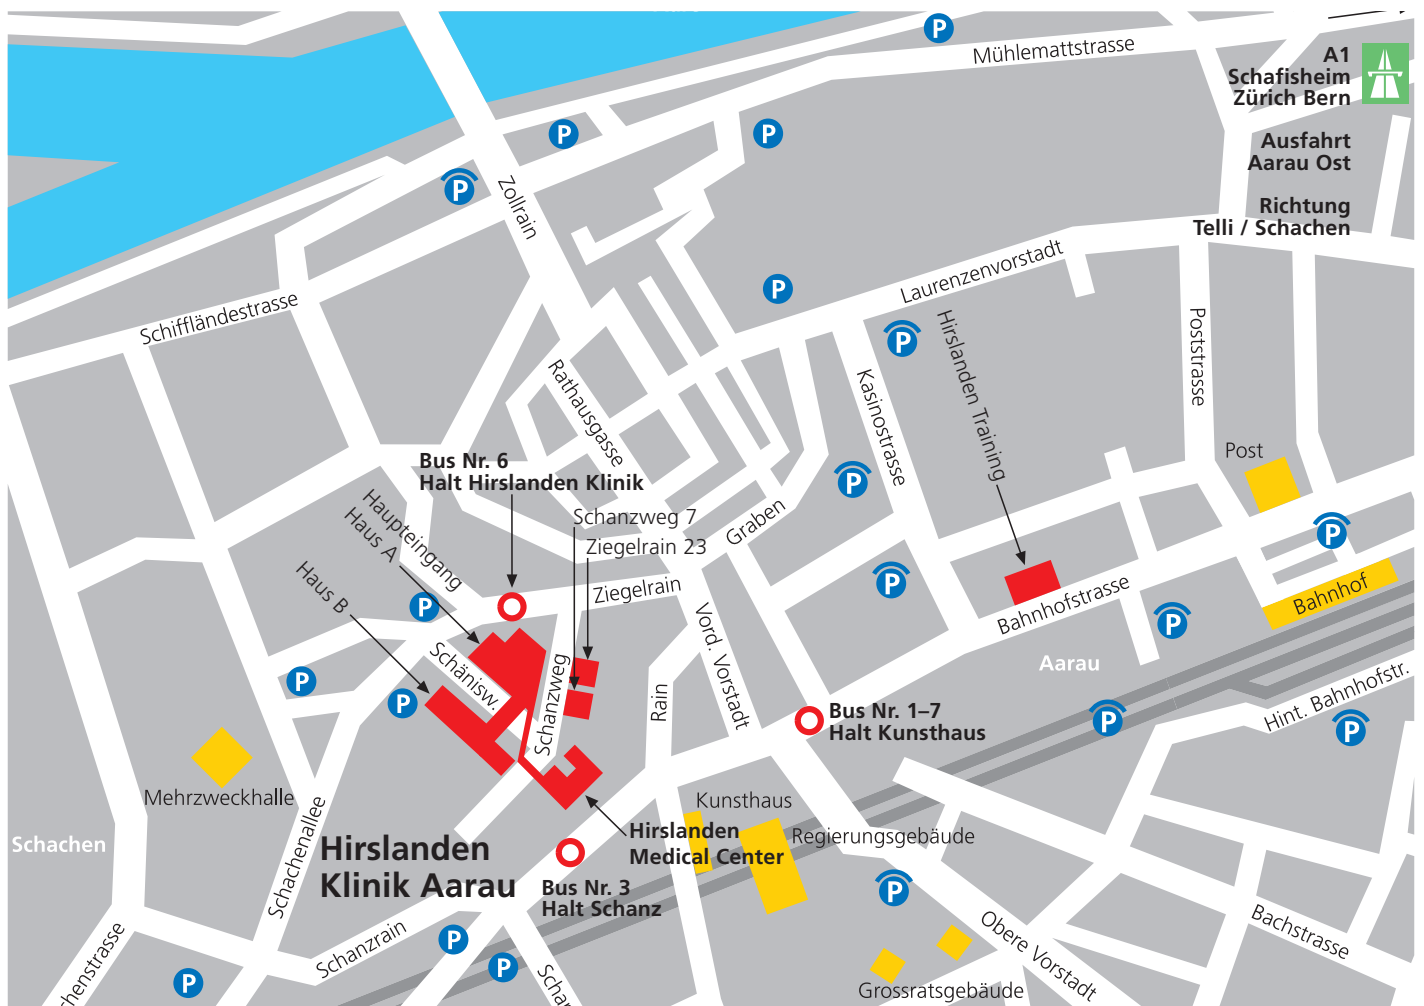 P
Mühlemattstrasse
A1
Schafisheim
Zürich Bern
Ausfahrt
Aarau Ost
Richtung
Telli / Schachen
P
P
P
Zollrain
P
Laurenzenvorstadt
Schiffländestrasse
P
Hirslanden Training
Poststrasse
Rathausgasse
Kasinostrasse
Post
Bus Nr. 6
Halt Hirslanden Klinik
P
Graben
Schanzweg 7
Ziegelrain 23
Haupteingang
Haus A
Haus B
P
P
Ziegelrain
P
Bahnhof
Bahnhofstrasse
P
Vord. Vorstadt
Aarau
Schänisw.
Schanzweg
Rain
P
P
Bus Nr. 1–7
Halt Kunsthaus
P
Hint. Bahnhofstr.
P
Mehrzweckhalle
Kunsthaus
Regierungsgebäude
Schachen
Schachenallee
Hirslanden
Medical Center
Hirslanden
Klinik Aarau
Bus Nr. 3
Halt Schanz
P
Schanzrain
P
P
P
Obere Vorstadt
Bachstrasse
Grossratsgebäude
chenstrasse
Schan